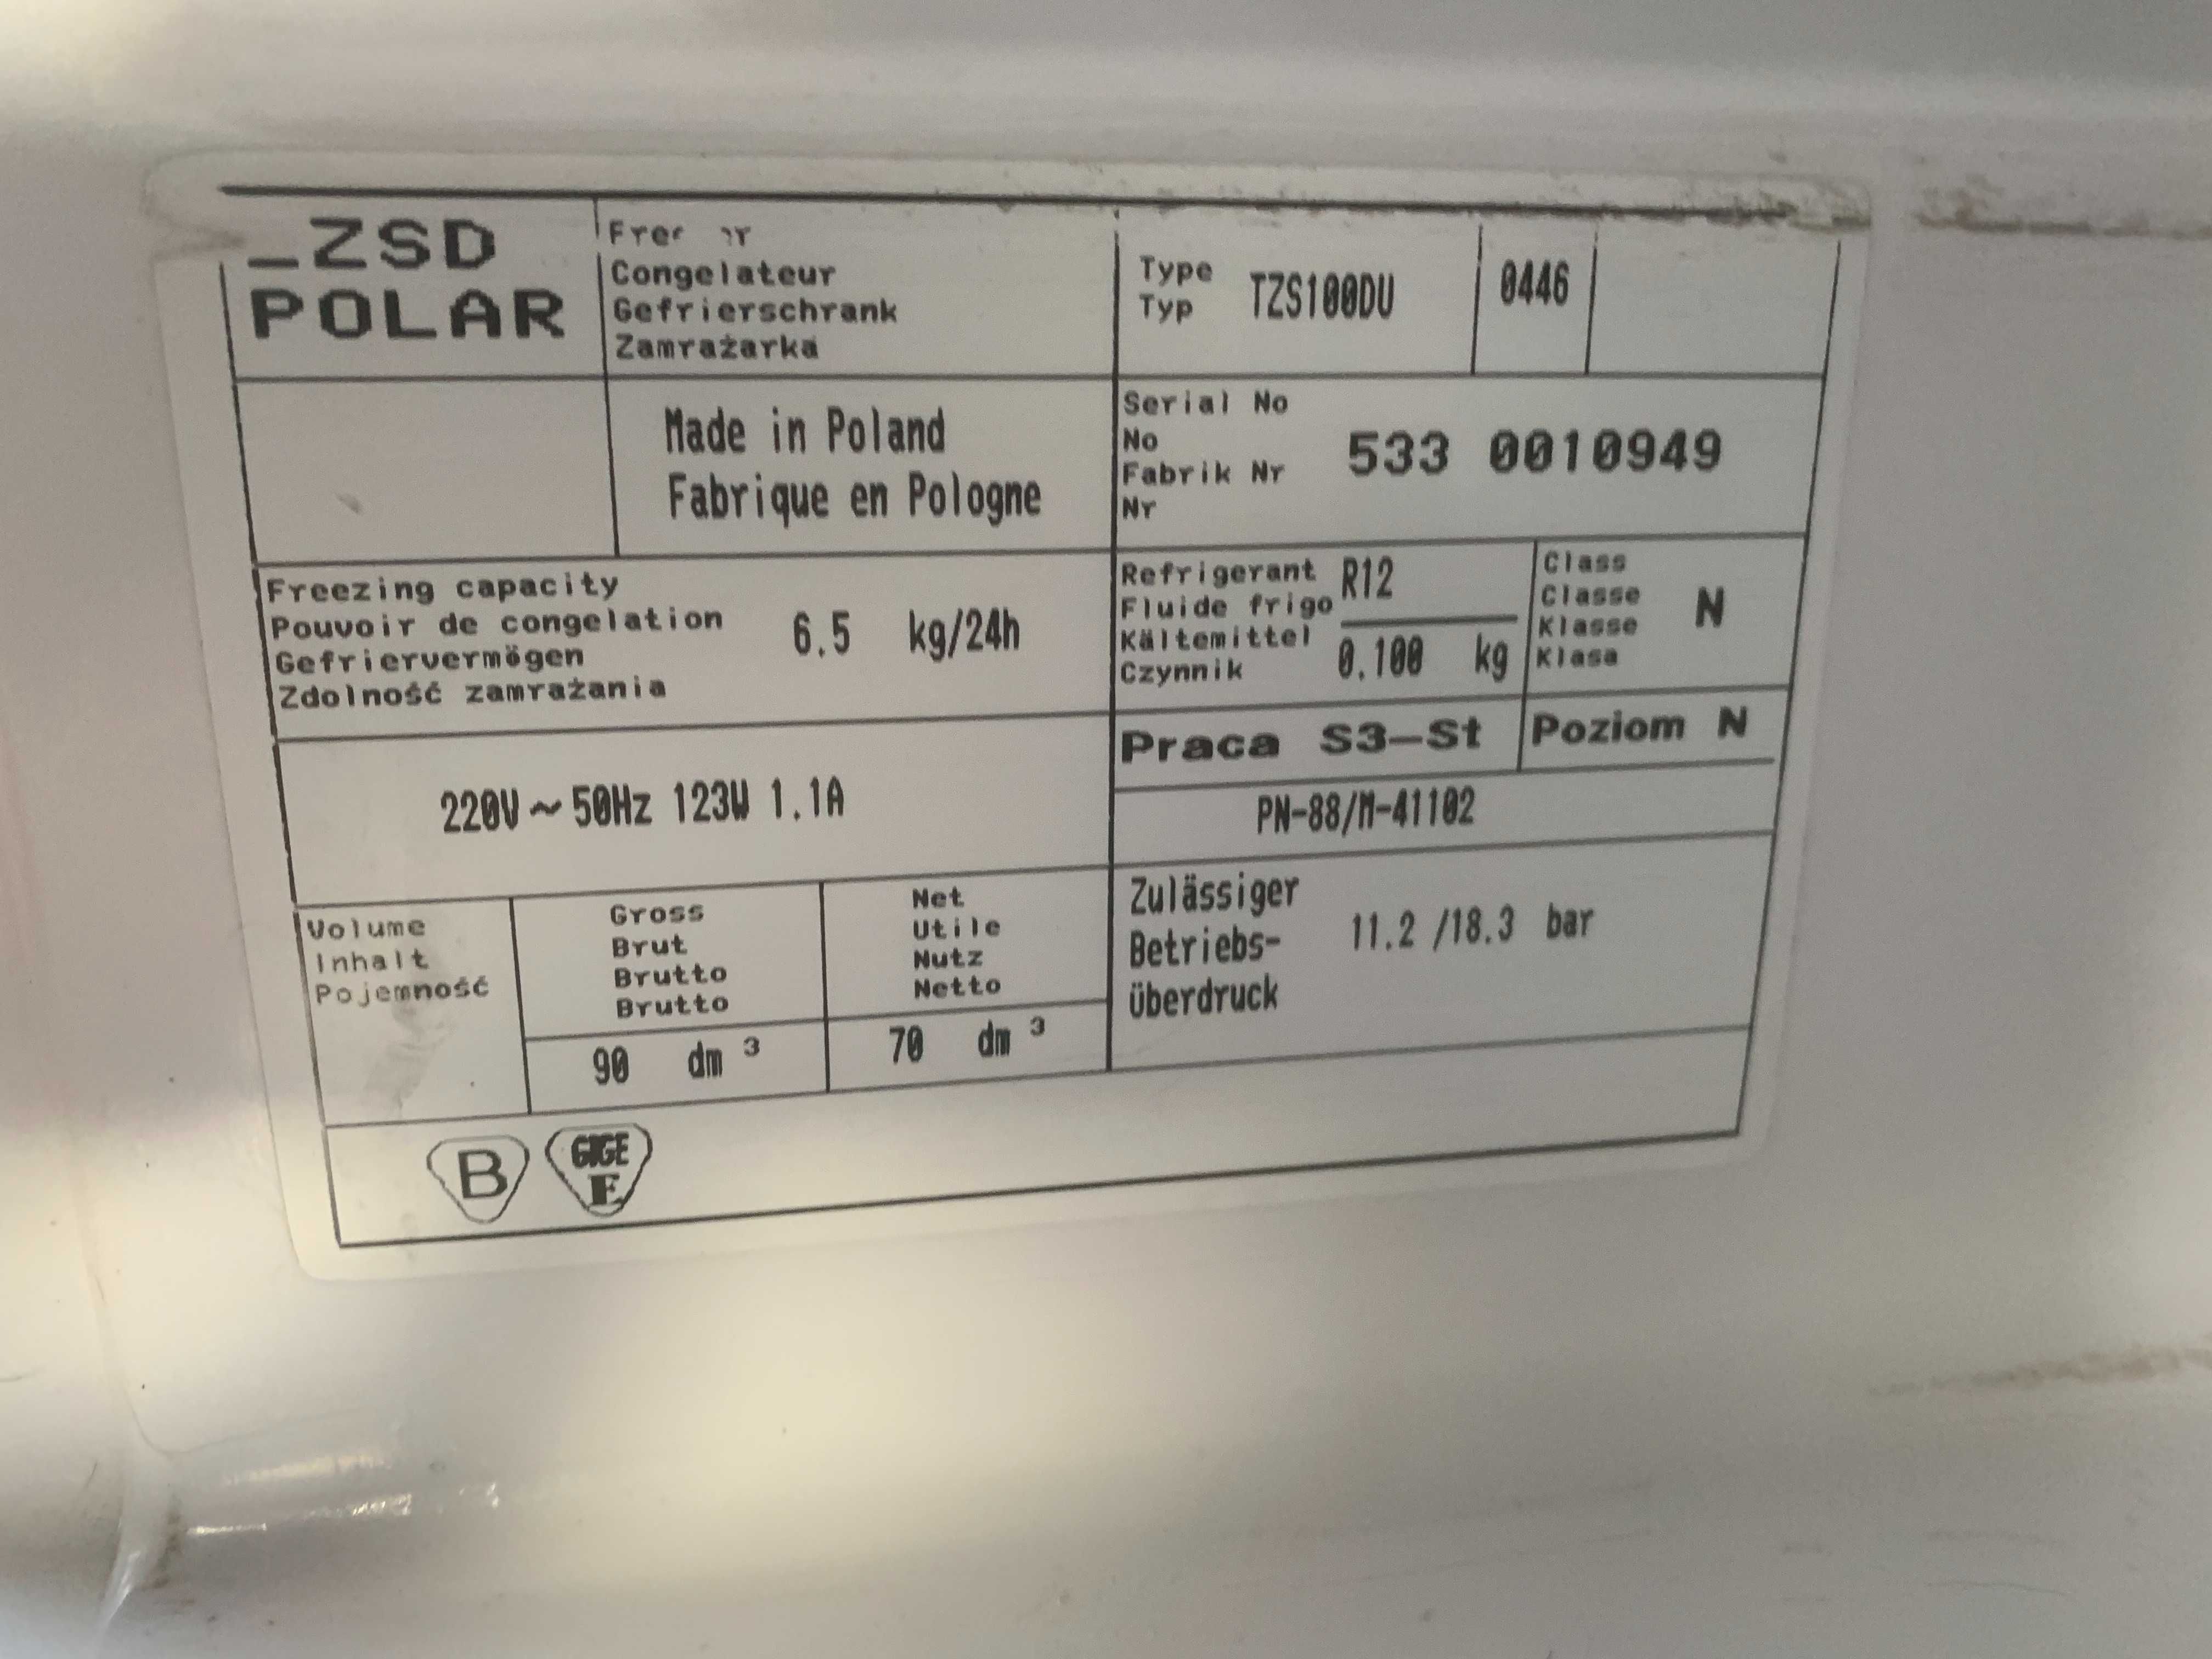 ZSD
POLAR
Congelateur
Gefrierschrank
Zamrażarka
Type
Typ
TZS100DU
0446
Made in Poland
Fabrique en Pologne
Serial No
No
Fabrik Nr
Nr
533 0010949
Freezing capacity
Pouvoir de congelation
Gefriervermögen
Zdolność zamrażania
6.5 kg/24h
Refrigerant
Fluide frigo
Kältemittel
Czynnik
R12
0.100 kg
Class
Classe
Klasse
Klasa
N
220V ~ 50Hz 123W 1.1A
Praca S3-St
Poziom N
PN-88/M-41102
Volume
Inhalt
Pojemność
Gross
Brut
Brutto
Brutto
90 dm³
Net
Utile
Nutz
Netto
70 dm³
Zulässiger
Betriebs-
überdruck
11.2 /18.3 bar
B
GIGE
E